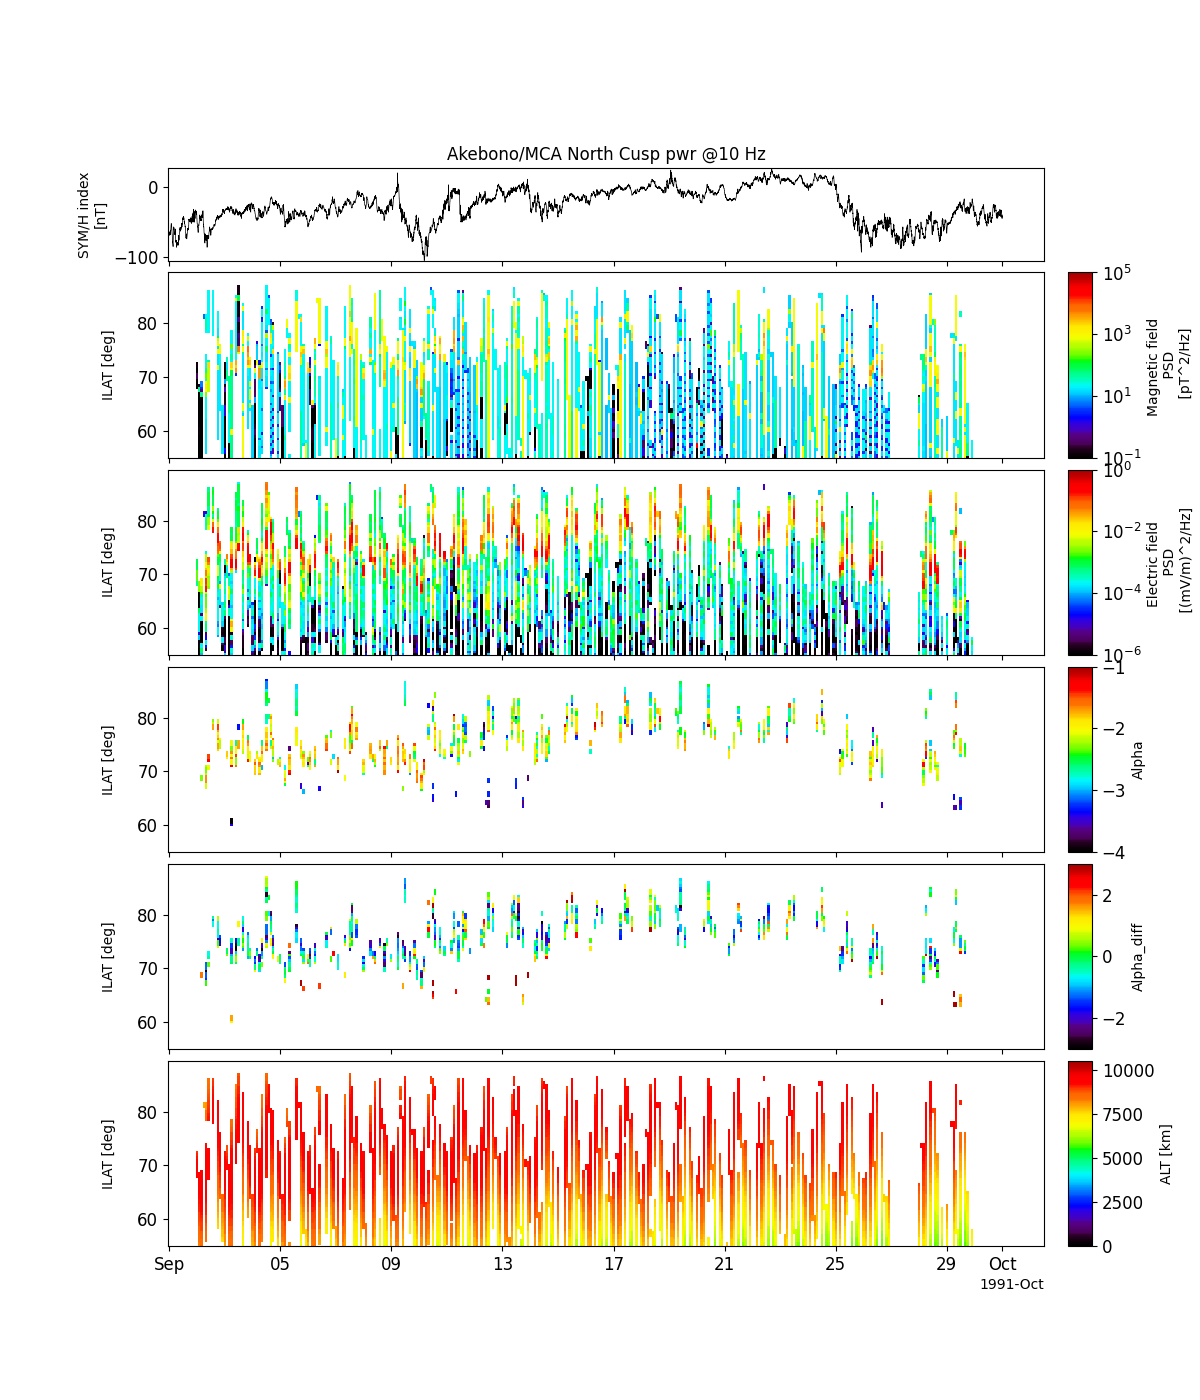 Akebono/MCA North Cusp pwr @10 Hz
SYM/H index
[nT]
0
−100
ILAT [deg]
80
70
60
10^5
10^3
10^1
10^−1
Magnetic field
PSD
[pT^2/Hz]
ILAT [deg]
80
70
60
10^0
10^−2
10^−4
10^−6
Electric field
PSD
[(mV/m)^2/Hz]
ILAT [deg]
80
70
60
−1
−2
−3
−4
Alpha
ILAT [deg]
80
70
60
2
0
−2
Alpha_diff
ILAT [deg]
80
70
60
10000
7500
5000
2500
0
ALT [km]
Sep 05 09 13 17 21 25 29 Oct
1991-Oct